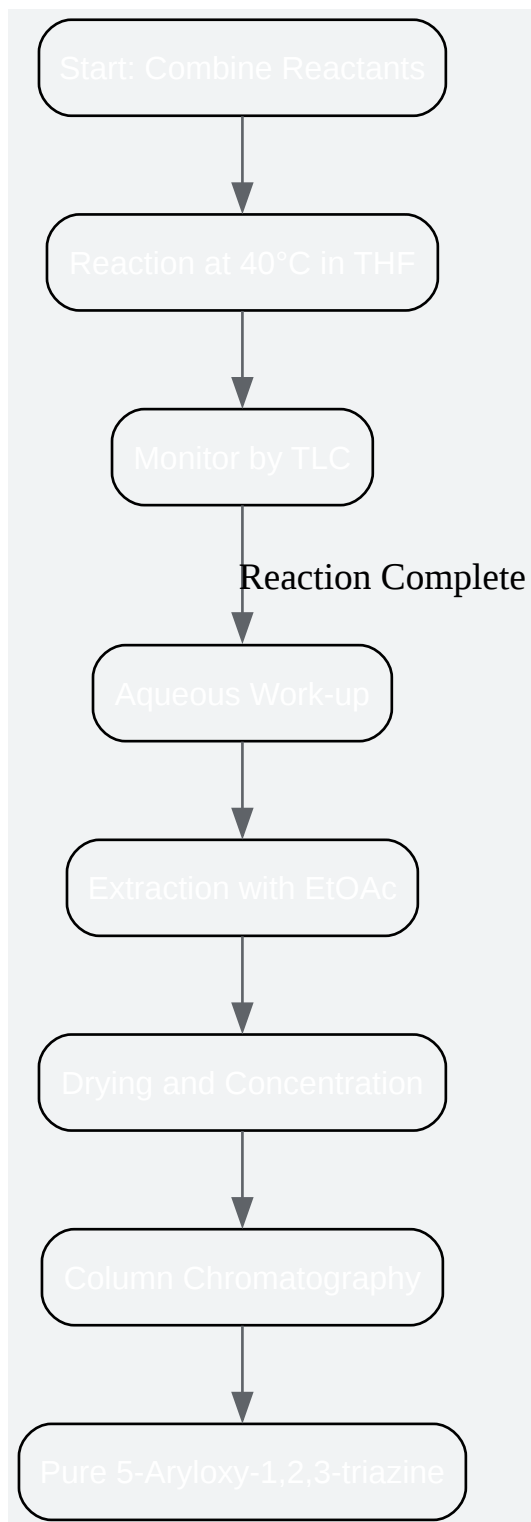 Start: Combine Reactants
Reaction at 40°C in THF
Monitor by TLC
Reaction Complete
Aqueous Work-up
Extraction with EtOAc
Drying and Concentration
Column Chromatography
Pure 5-Aryloxy-1,2,3-triazine